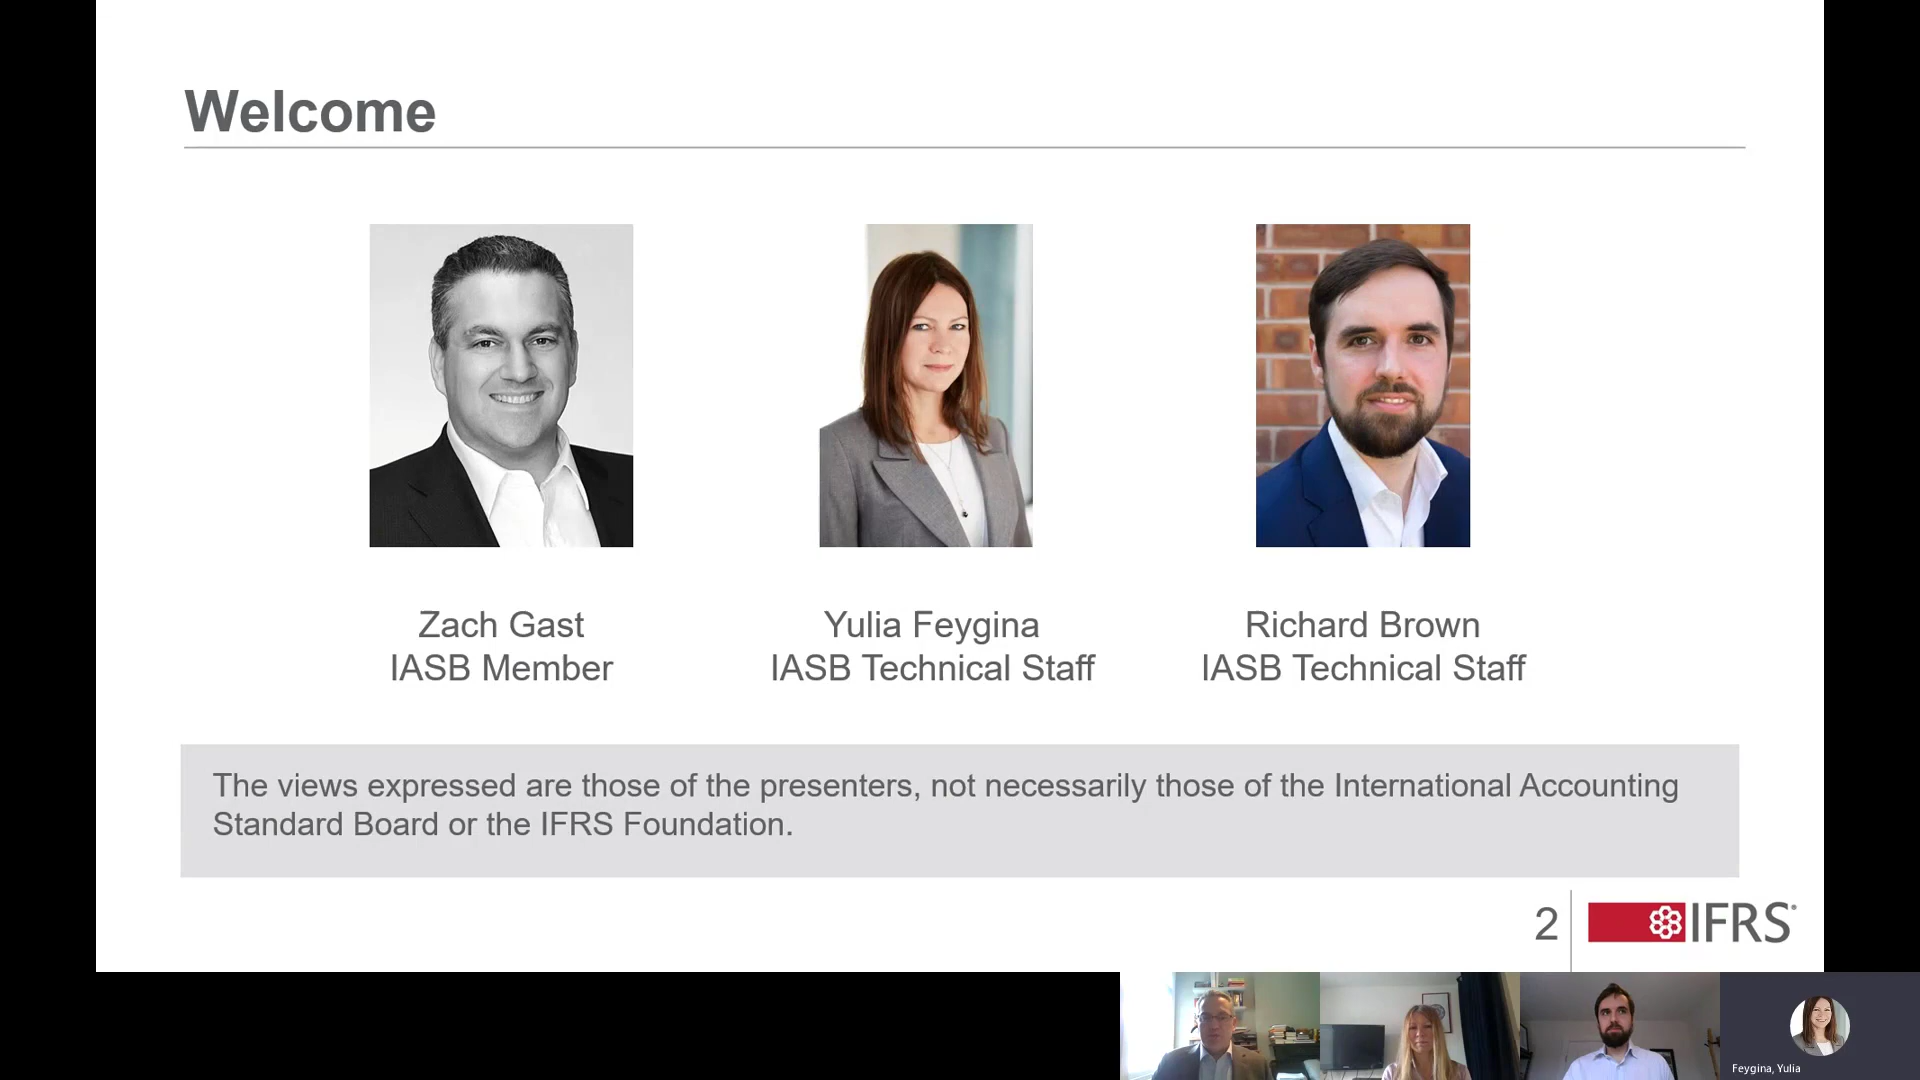 Welcome
Zach Gast
IASB Member
Yulia Feygina
IASB Technical Staff
Richard Brown
IASB Technical Staff
The views expressed are those of the presenters, not necessarily those of the International Accounting
Standard Board or the IFRS Foundation.
2
IFRS®
Feygina, Yulia